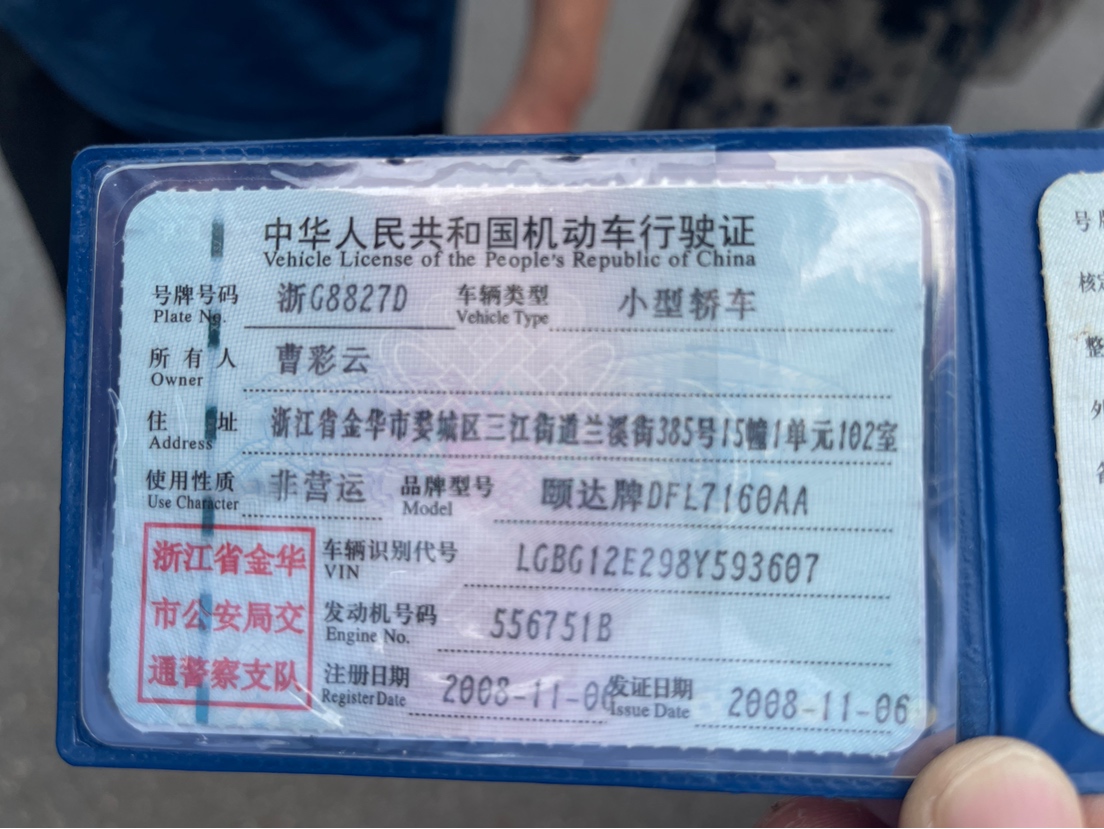 中华人民共和国机动车行驶证
Vehicle License of the People's Republic of China
号牌号码 浙G8827D 车辆类型 小型轿车
Plate No. Vehicle Type
所有人 曹彩云
Owner
住址 浙江省金华市婺城区三江街道兰溪街385号15幢1单元102室
Address
使用性质 非营运 品牌型号 颐达牌DFL7160AA
Use Character Model
浙江省金华
市公安局交
通警察支队
车辆识别代号 LGBG12E298Y593607
VIN
发动机号码 556751B
Engine No.
注册日期 2008-11-06 发证日期 2008-11-06
Register Date Issue Date
号牌
核定
整
外